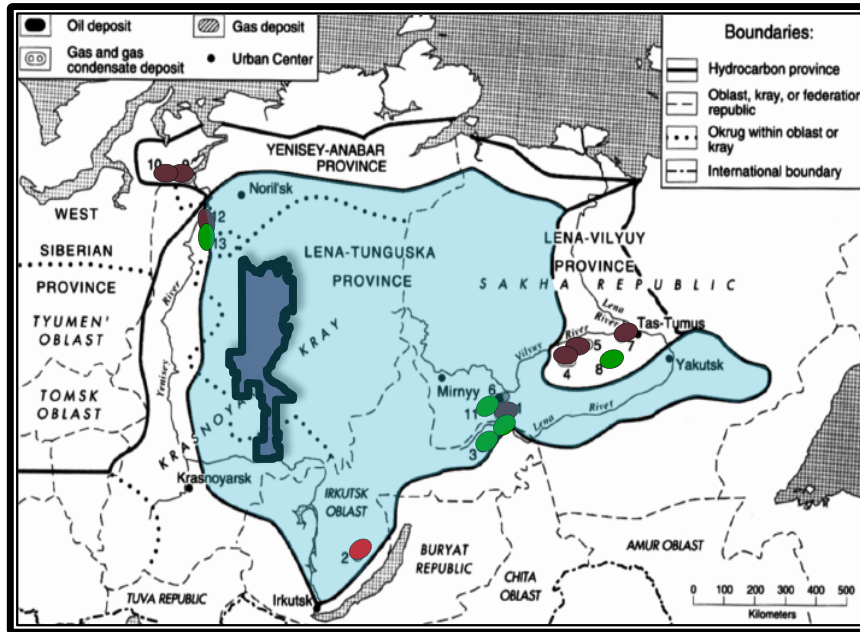 Oil deposit
Gas deposit
Gas and gas
condensate deposit
Urban Center
Boundaries:
Hydrocarbon province
Oblast, kray, or federation
republic
Okrug within oblast or
kray
International boundary
YENISEY-ANABAR
PROVINCE
10 9
Noril'sk
WEST
SIBERIAN
PROVINCE
12
13
LENA-TUNGUSKA
PROVINCE
LENA-VILYUY
PROVINCE
SAKHA REPUBLIC
TYUMEN'
OBLAST
River
Yenisey
KRASNOYA
KRAY
Lena
River
Tas-Tumus
Vilyuy
River
5
7
4
8
Yakutsk
TOMSK
OBLAST
Mirnyy
6
11
1
3
Lena
River
Krasnoyarsk
IRKUTSK
OBLAST
2
BURYAT
REPUBLIC
AMUR OBLAST
CHITA
OBLAST
TUVA REPUBLIC
Irkutsk
0 100 200 300 400 500
Kilometers